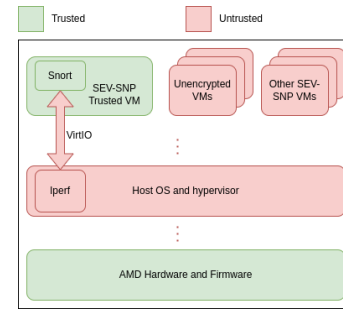 Trusted
Untrusted
Snort
SEV-SNP
Trusted VM
Unencrypted
VMs
Other SEV-
SNP VMs
VirtIO
Iperf
Host OS and hypervisor
AMD Hardware and Firmware